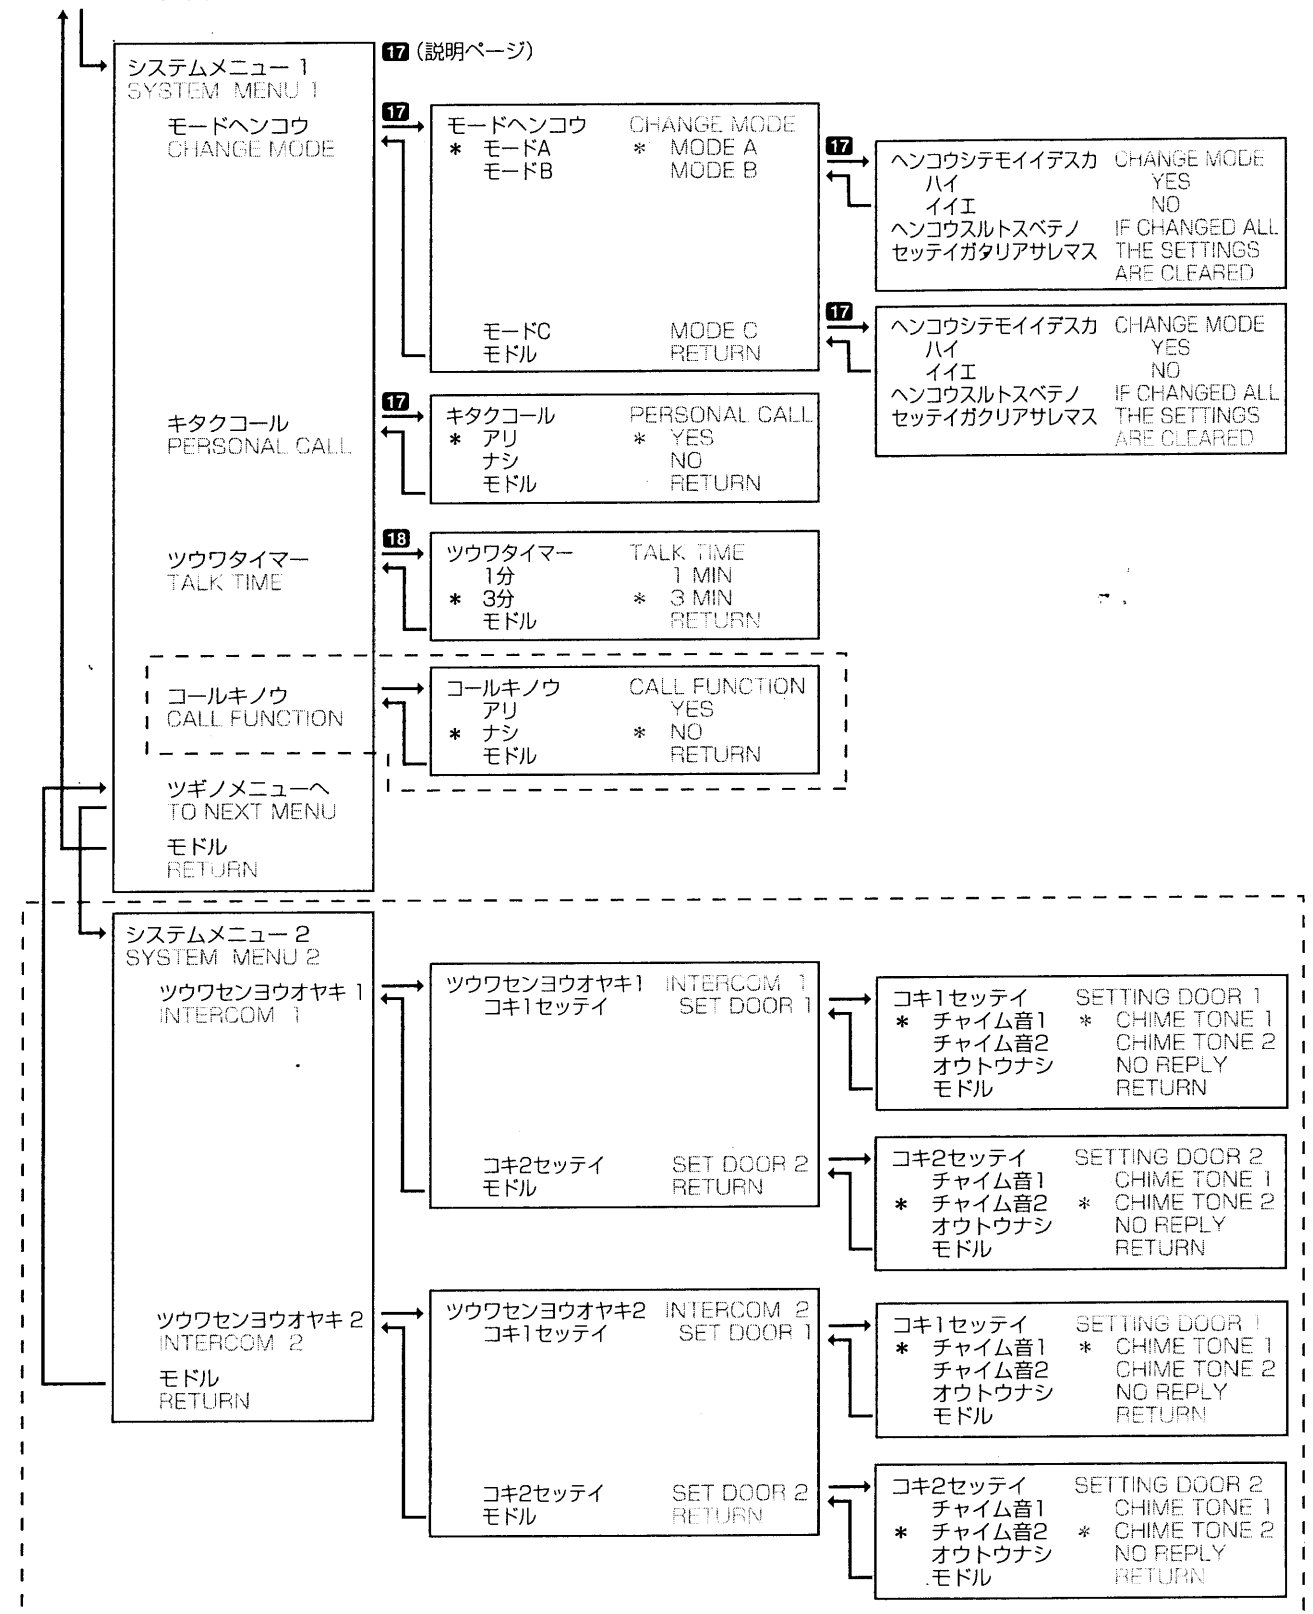 17 (説明ページ)
システムメニュー 1
SYSTEM MENU 1
モードヘンコウ
CHANGE MODE
17
モードヘンコウ CHANGE MODE
* モードA * MODE A
モードB MODE B
モードC MODE C
モドル RETURN
17
ヘンコウシテモイイデスカ CHANGE MODE
ハイ YES
イイエ NO
ヘンコウスルトスベテノ IF CHANGED ALL
セッテイガタリアサレマス THE SETTINGS
ARE CLEARED
17
ヘンコウシテモイイデスカ CHANGE MODE
ハイ YES
イイエ NO
ヘンコウスルトスベテノ IF CHANGED ALL
セッテイガクリアサレマス THE SETTINGS
ARE CLEARED
キタクコール
PERSONAL CALL
17
キタクコール PERSONAL CALL
* アリ * YES
ナシ NO
モドル RETURN
ツウワタイマー
TALK TIME
18
ツウワタイマー TALK TIME
1分 1 MIN
* 3分 * 3 MIN
モドル RETURN
コールキノウ
CALL FUNCTION
コールキノウ CALL FUNCTION
アリ YES
* ナシ * NO
モドル RETURN
ツギノメニューへ
TO NEXT MENU
モドル
RETURN
システムメニュー 2
SYSTEM MENU 2
ツウワセンヨウオヤキ 1
INTERCOM 1
ツウワセンヨウオヤキ1 INTERCOM 1
コキ1セッテイ SET DOOR 1
コキ2セッテイ SET DOOR 2
モドル RETURN
コキ1セッテイ SETTING DOOR 1
* チャイム音1 * CHIME TONE 1
チャイム音2 CHIME TONE 2
オウトウナシ NO REPLY
モドル RETURN
コキ2セッテイ SETTING DOOR 2
チャイム音1 CHIME TONE 1
* チャイム音2 * CHIME TONE 2
オウトウナシ NO REPLY
モドル RETURN
ツウワセンヨウオヤキ 2
INTERCOM 2
モドル
RETURN
ツウワセンヨウオヤキ2 INTERCOM 2
コキ1セッテイ SET DOOR 1
コキ2セッテイ SET DOOR 2
モドル RETURN
コキ1セッテイ SETTING DOOR 1
* チャイム音1 * CHIME TONE 1
チャイム音2 CHIME TONE 2
オウトウナシ NO REPLY
モドル RETURN
コキ2セッテイ SETTING DOOR 2
チャイム音1 CHIME TONE 1
* チャイム音2 * CHIME TONE 2
オウトウナシ NO REPLY
モドル RETURN